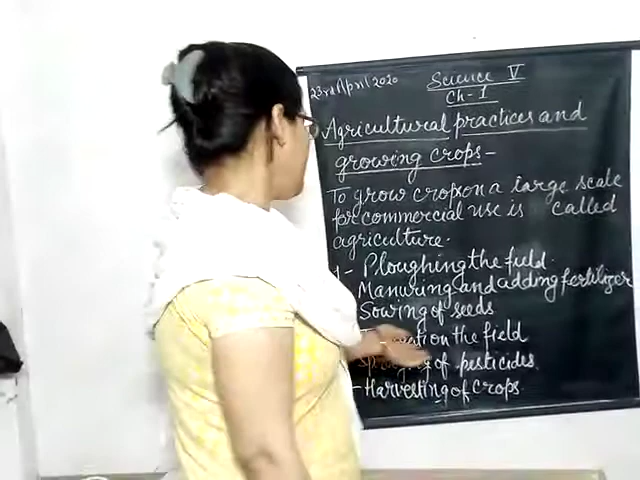 23rd April 2020
Science V
Ch-1
Agricultural practices and
growing crops-
To grow crops on a large scale
for commercial use is called
agriculture.
1- Ploughing the field.
Manuring and adding fertilizer
Sowing of seeds
on the field
of pesticides.
- Harvesting of crops